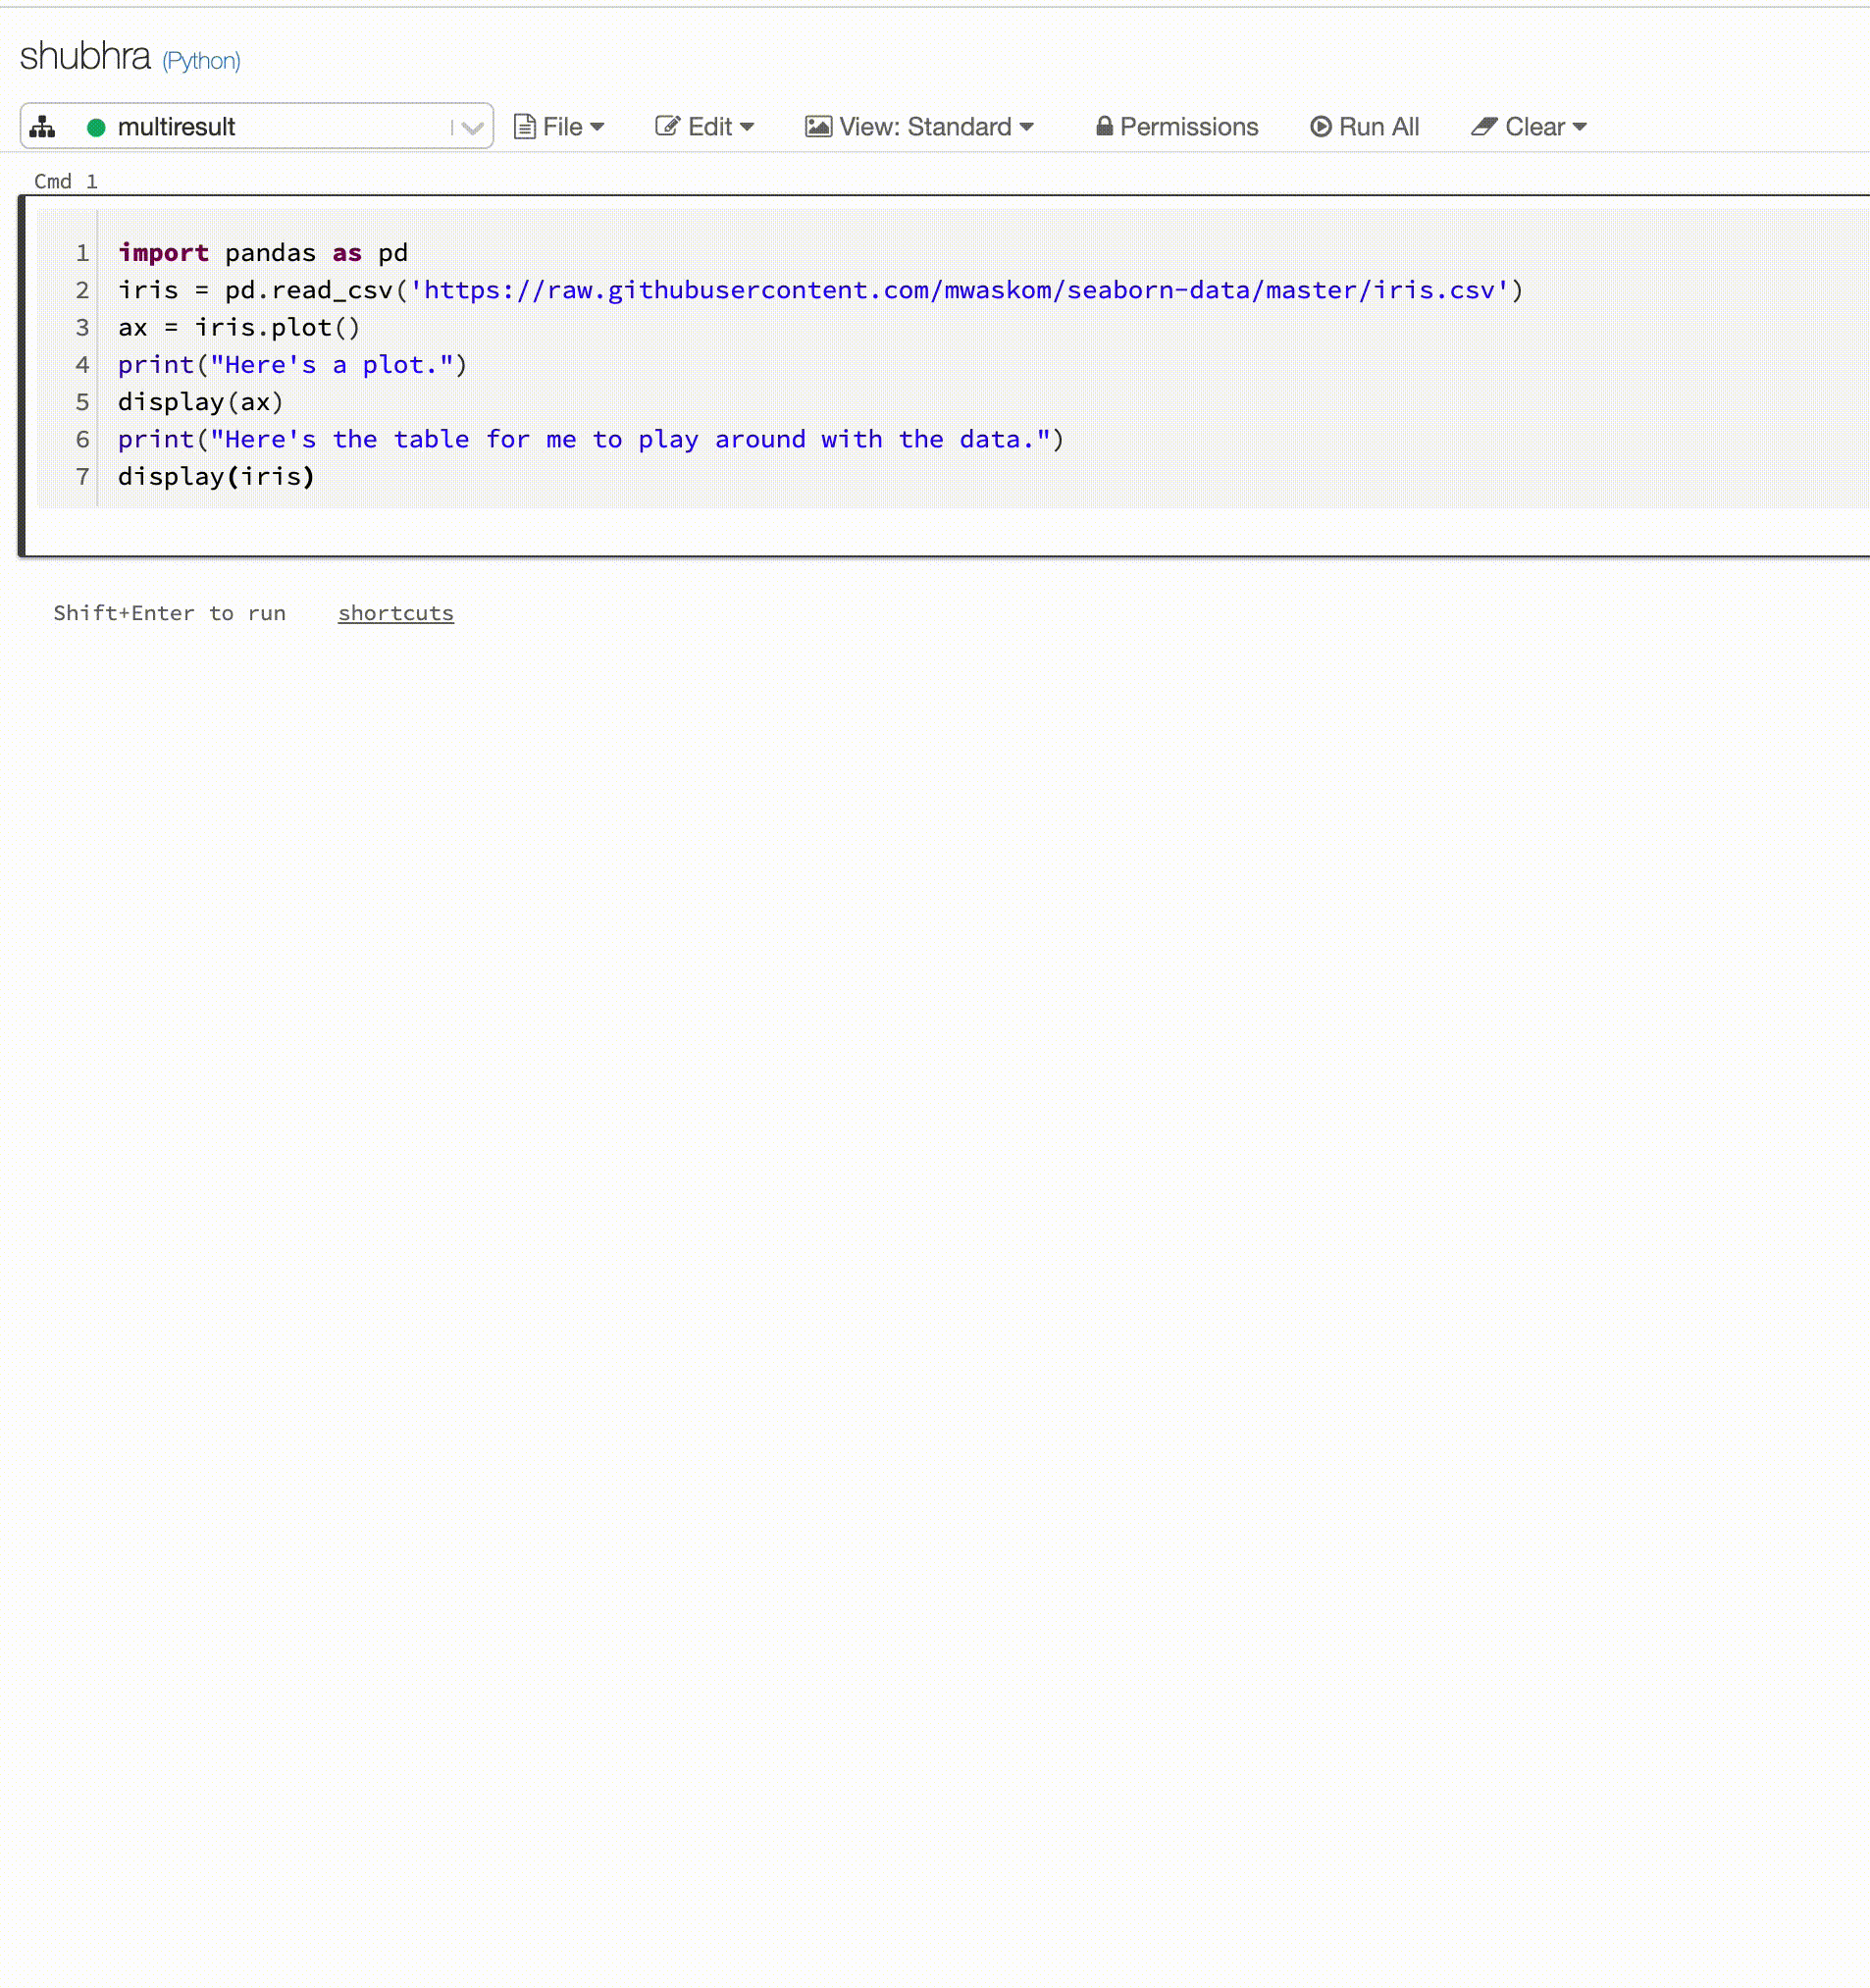 shubhra (Python)
multiresult File Edit View: Standard Permissions Run All Clear
Cmd 1
1 import pandas as pd
2 iris = pd.read_csv('https://raw.githubusercontent.com/mwaskom/seaborn-data/master/iris.csv')
3 ax = iris.plot()
4 print("Here's a plot.")
5 display(ax)
6 print("Here's the table for me to play around with the data.")
7 display(iris)
Shift+Enter to run shortcuts